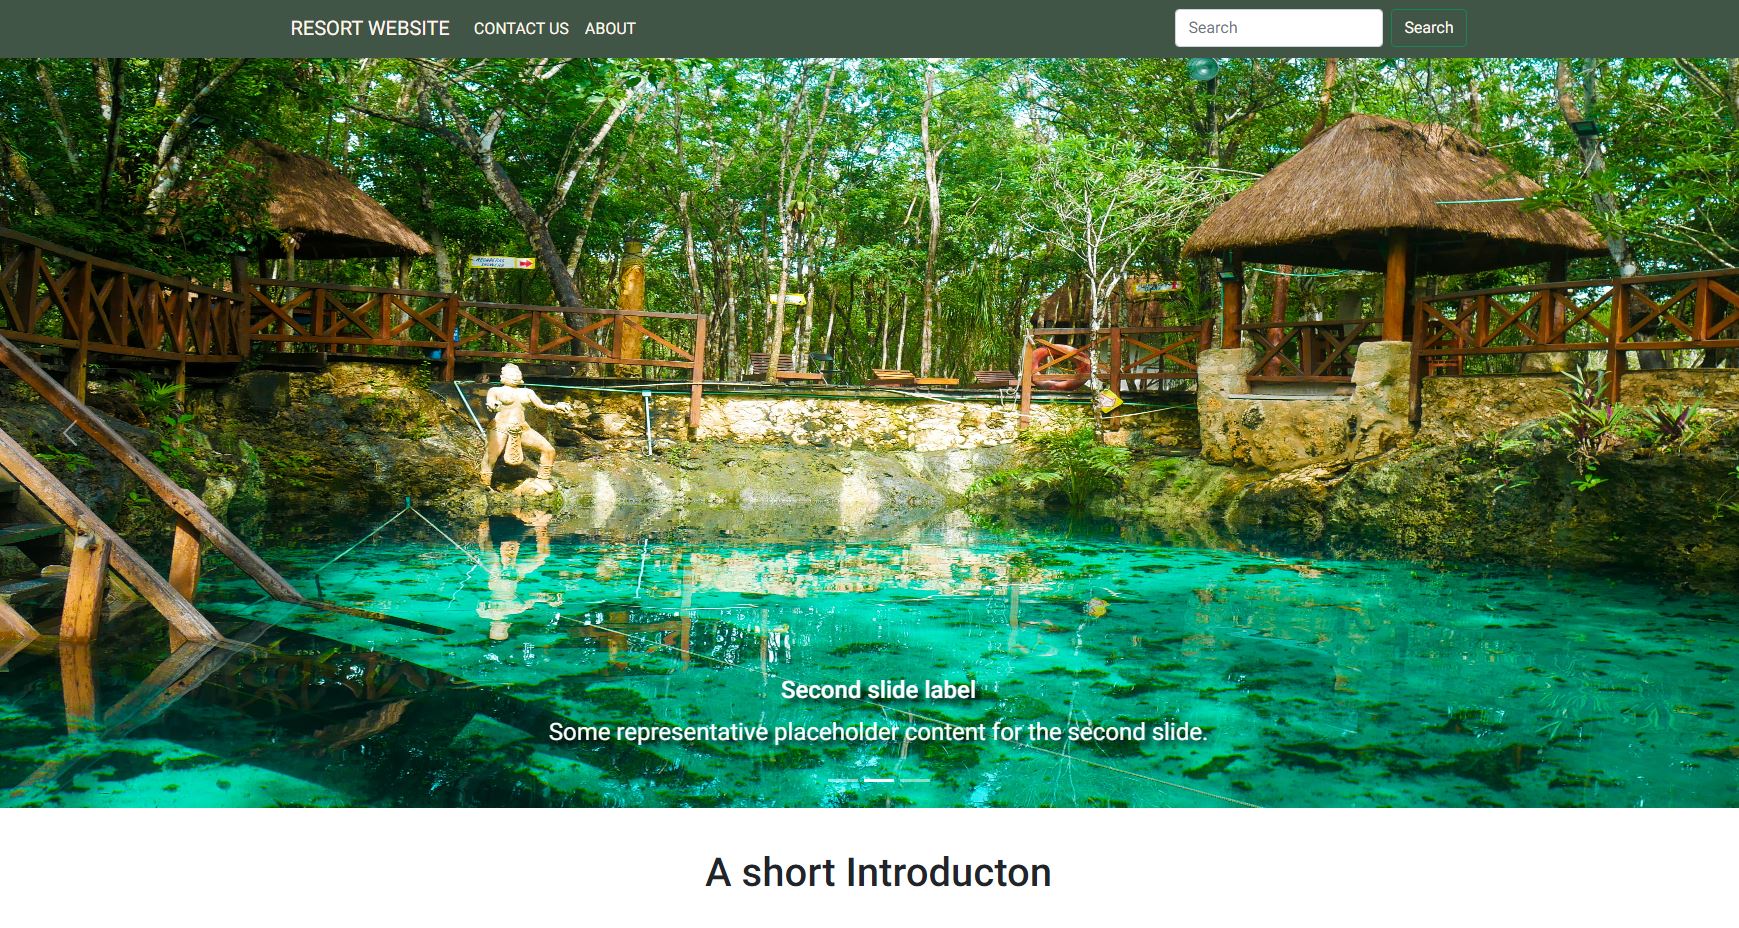 RESORT WEBSITE CONTACT US ABOUT Search Search
Second slide label
Some representative placeholder content for the second slide.
A short Introducton